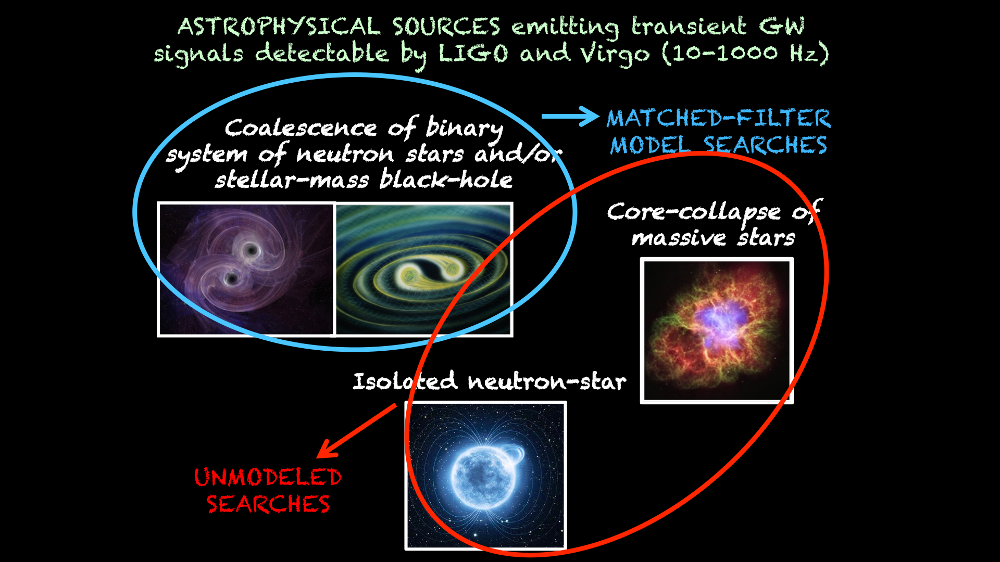 ASTROPHYSICAL SOURCES emitting transient GW
signals detectable by LIGO and Virgo (10-1000 Hz)
Coalescence of binary
system of neutron stars and/or
stellar-mass black-hole
MATCHED-FILTER
MODEL SEARCHES
Core-collapse of
massive stars
Isolated neutron-star
UNMODELED
SEARCHES